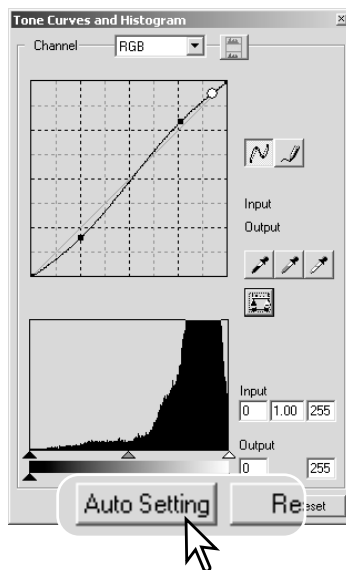 Tone Curves and Histogram
Channel RGB
Input
Output
Input
0 1.00 255
Output
0 255
Auto Setting Re eset